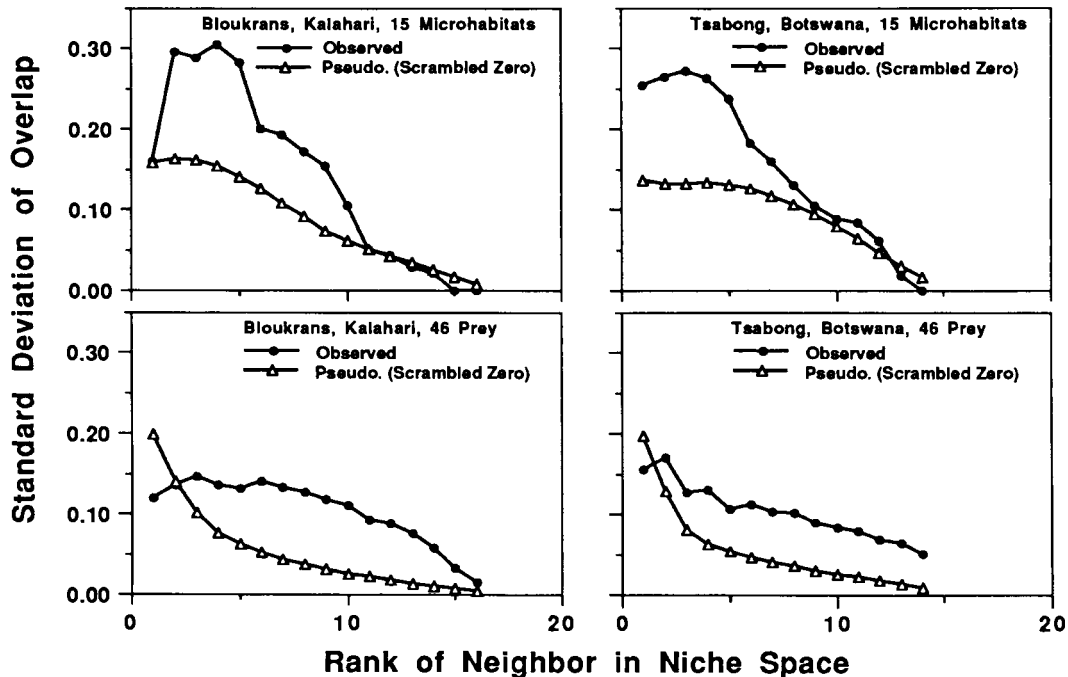 Standard Deviation of Overlap
Bloukrans, Kalahari, 15 Microhabitats
Observed
Pseudo. (Scrambled Zero)
0.30
0.20
0.10
0.00
Tsabong, Botswana, 15 Microhabitats
Observed
Pseudo. (Scrambled Zero)
Bloukrans, Kalahari, 46 Prey
Observed
Pseudo. (Scrambled Zero)
0.30
0.20
0.10
0.00
0 10 20
Tsabong, Botswana, 46 Prey
Observed
Pseudo. (Scrambled Zero)
0 10 20
Rank of Neighbor in Niche Space